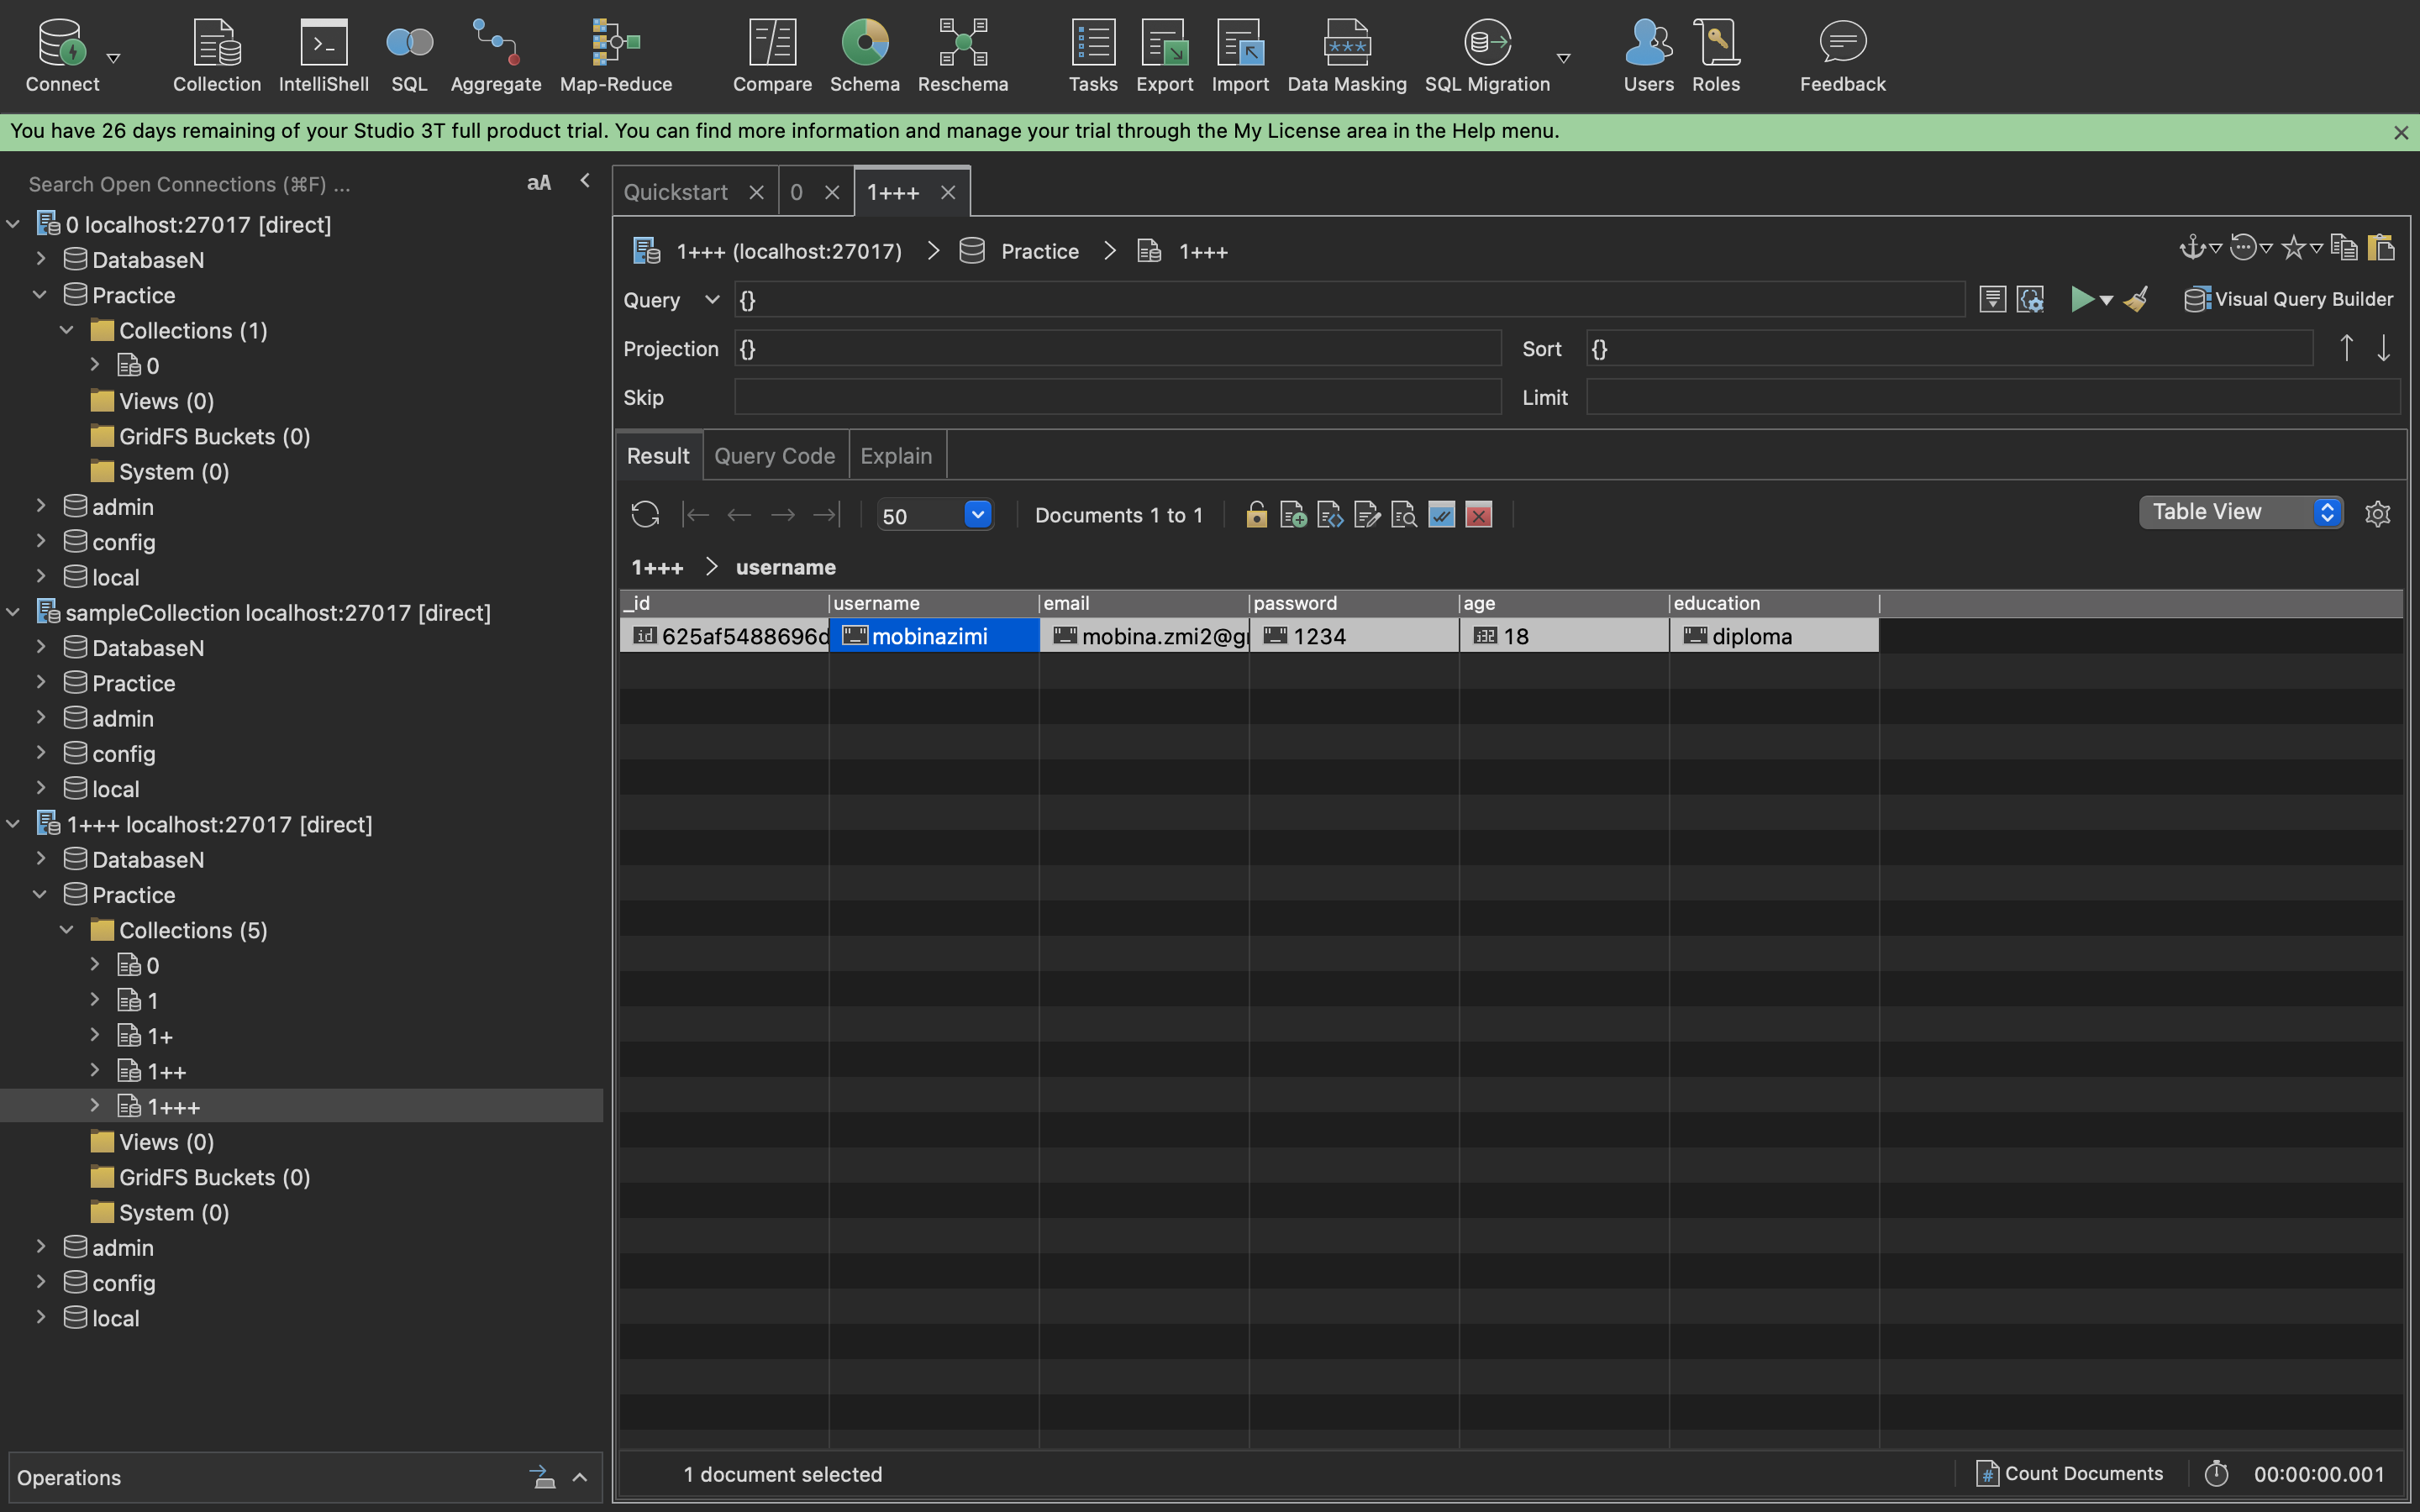 Connect Collection IntelliShell SQL Aggregate Map-Reduce Compare Schema Reschema Tasks Export Import Data Masking SQL Migration Users Roles Feedback
You have 26 days remaining of your Studio 3T full product trial. You can find more information and manage your trial through the My License area in the Help menu.
Search Open Connections (⌘F) ... aA
0 localhost:27017 [direct]
DatabaseN
Practice
Collections (1)
0
Views (0)
GridFS Buckets (0)
System (0)
admin
config
local
sampleCollection localhost:27017 [direct]
DatabaseN
Practice
admin
config
local
1+++ localhost:27017 [direct]
DatabaseN
Practice
Collections (5)
0
1
1+
1++
1+++
Views (0)
GridFS Buckets (0)
System (0)
admin
config
local
Operations
Quickstart 0 1+++
1+++ (localhost:27017) Practice 1+++
Query {} Visual Query Builder
Projection {} Sort {}
Skip Limit
Result Query Code Explain
50 Documents 1 to 1 Table View
1+++ username
_id username email password age education
625af5488696d mobinazimi mobina.zmi2@g 1234 18 diploma
1 document selected Count Documents 00:00:00.001